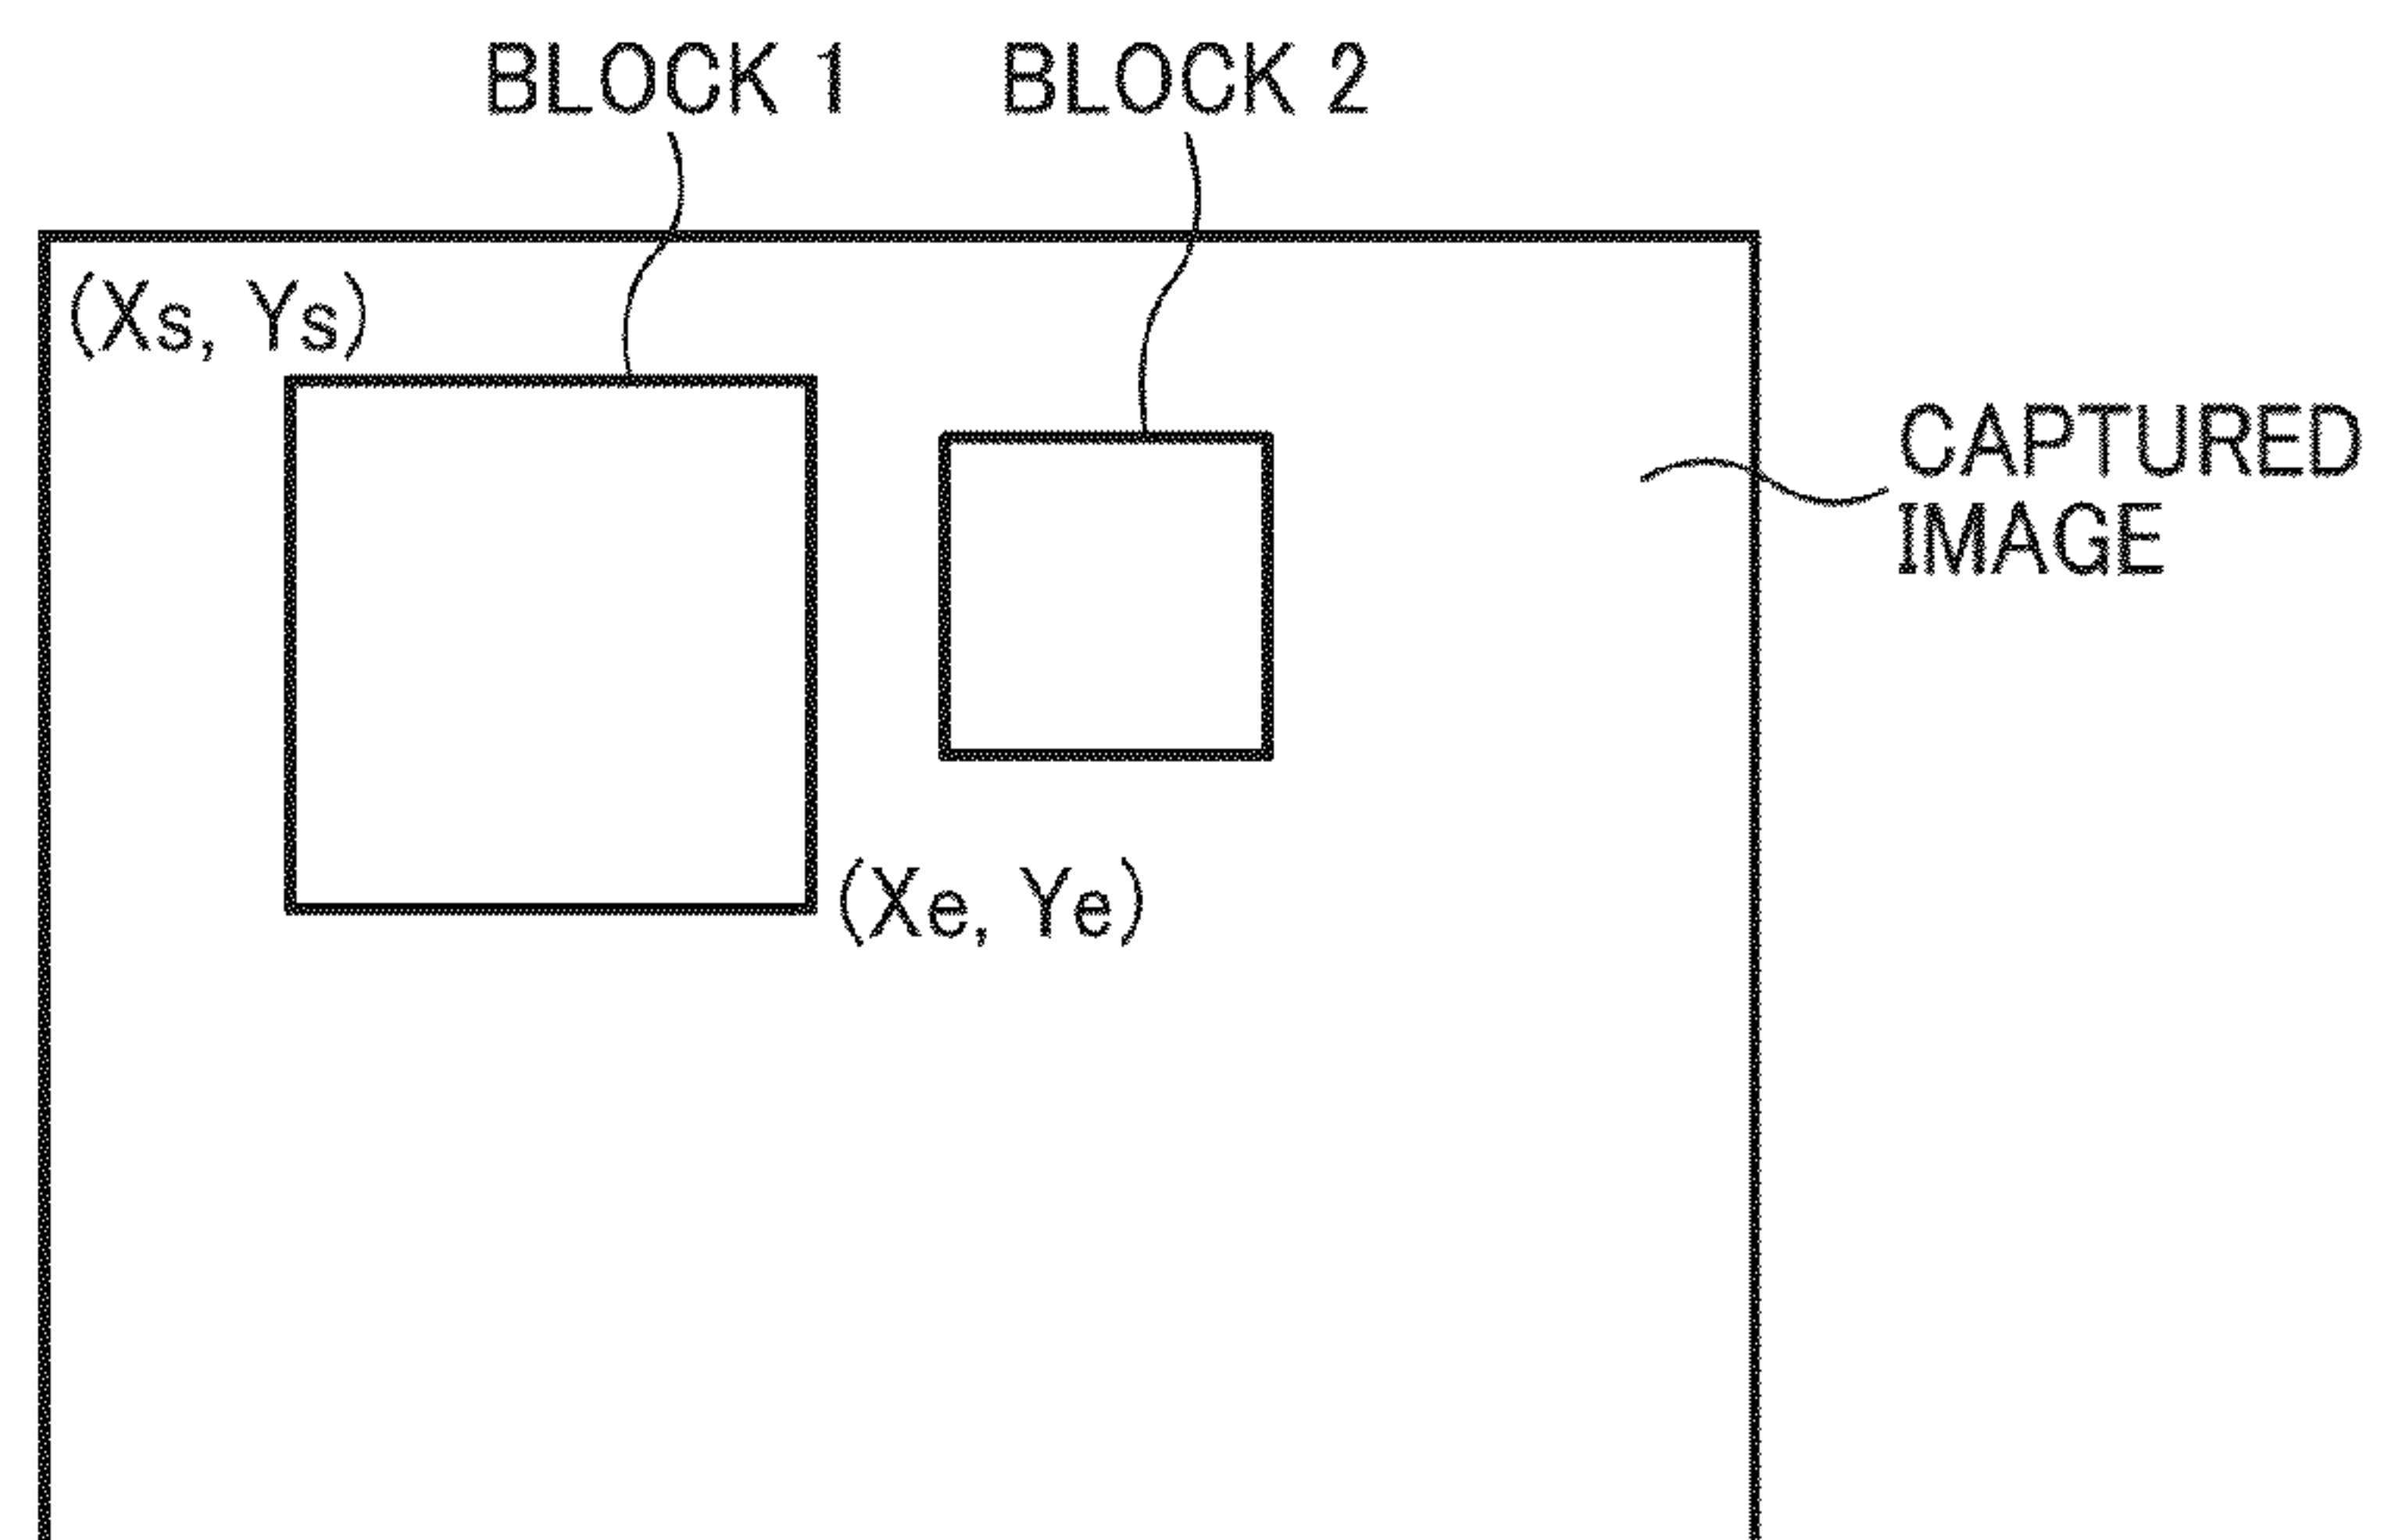 BLOCK 1
BLOCK 2
(Xs, Ys)
CAPTURED
IMAGE
(Xe, Ye)